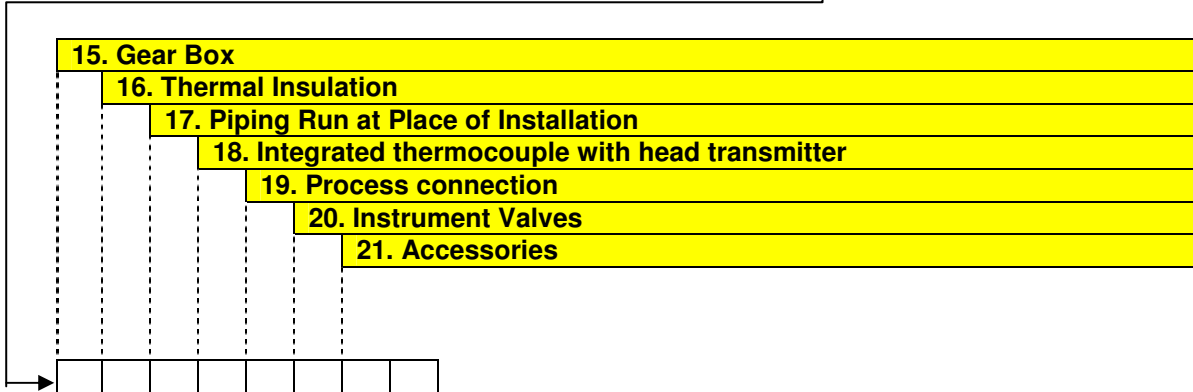 15. Gear Box
16. Thermal Insulation
17. Piping Run at Place of Installation
18. Integrated thermocouple with head transmitter
19. Process connection
20. Instrument Valves
21. Accessories